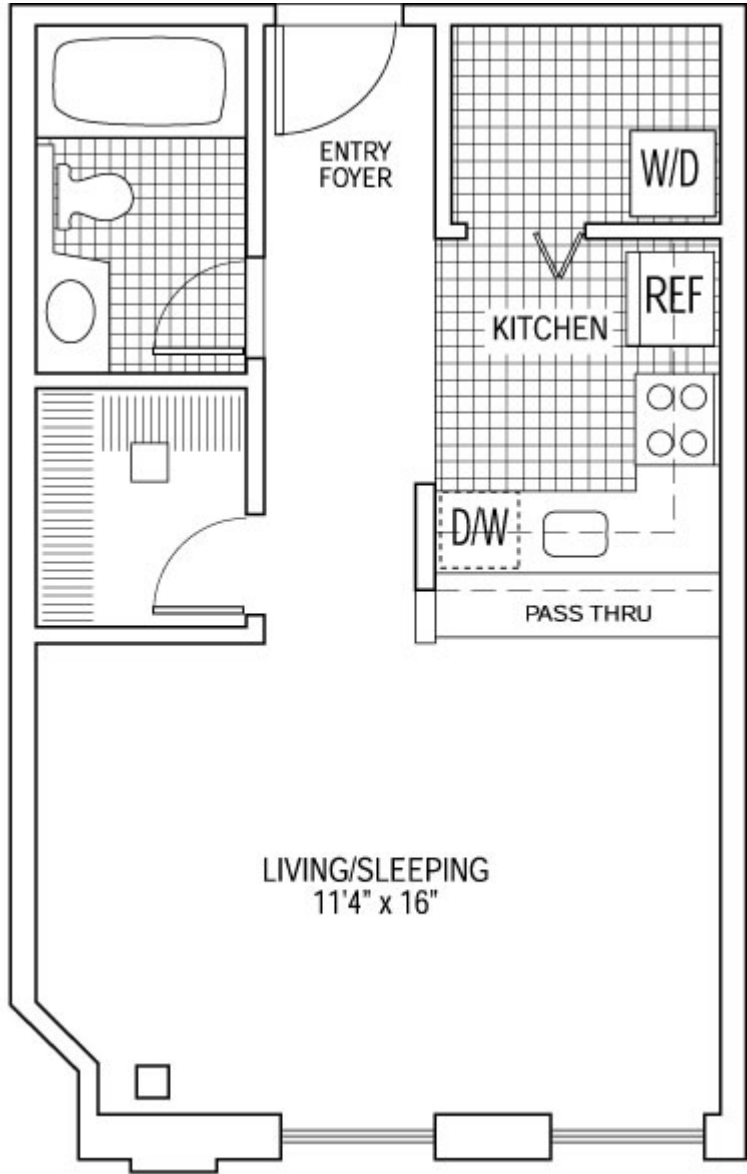 ENTRY
FOYER
W/D
REF
KITCHEN
D/W
PASS THRU
LIVING/SLEEPING
11'4" x 16"